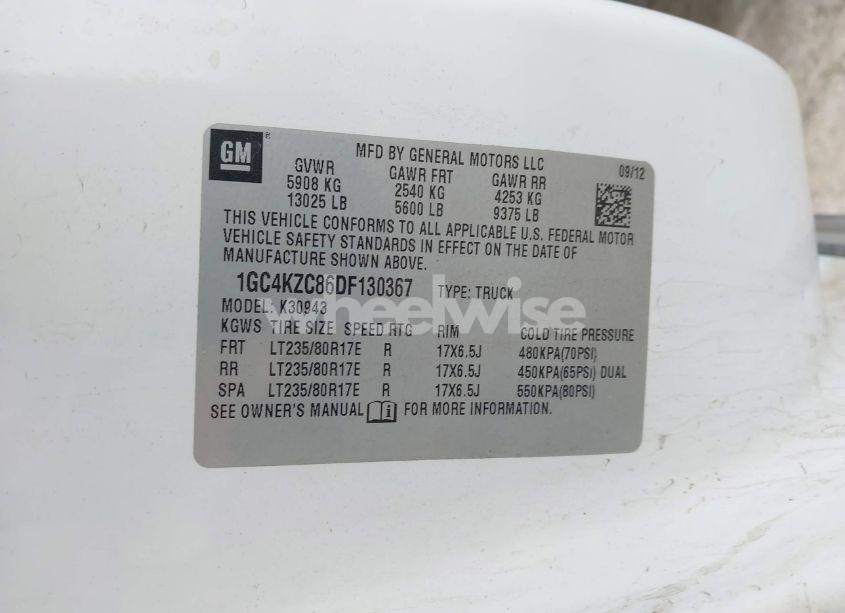 GM ®
MFD BY GENERAL MOTORS LLC 09/12
GVWR GAWR FRT GAWR RR
5908 KG 2540 KG 4253 KG
13025 LB 5600 LB 9375 LB
THIS VEHICLE CONFORMS TO ALL APPLICABLE U.S. FEDERAL MOTOR
VEHICLE SAFETY STANDARDS IN EFFECT ON THE DATE OF
MANUFACTURE SHOWN ABOVE.
1GC4KZC86DF130367 TYPE: TRUCK
MODEL: K30943
wheelwise
KGWS TIRE SIZE SPEED RTG RIM COLD TIRE PRESSURE
FRT LT235/80R17E R 17X6.5J 480KPA(70PSI)
RR LT235/80R17E R 17X6.5J 450KPA(65PSI) DUAL
SPA LT235/80R17E R 17X6.5J 550KPA(80PSI)
SEE OWNER'S MANUAL i FOR MORE INFORMATION.